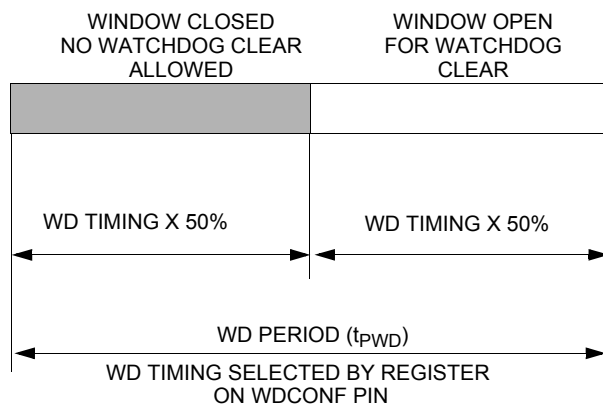 WINDOW CLOSED
NO WATCHDOG CLEAR
ALLOWED
WINDOW OPEN
FOR WATCHDOG
CLEAR
WD TIMING X 50%
WD TIMING X 50%
WD PERIOD (tPWD)
WD TIMING SELECTED BY REGISTER
ON WDCONF PIN